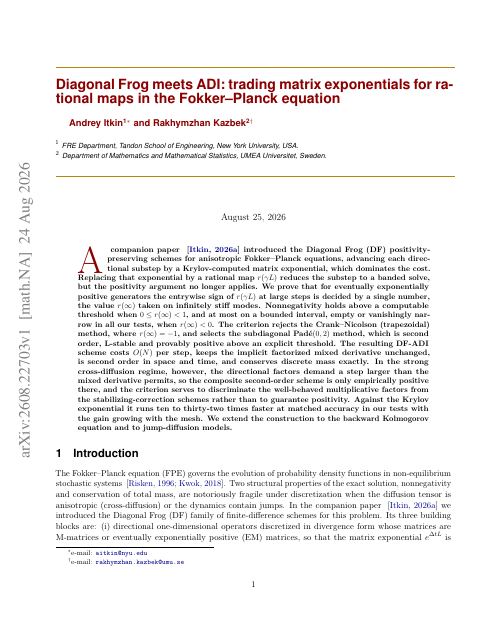 Diagonal Frog meets ADI: trading matrix exponentials for ra-
tional maps in the Fokker–Planck equation
Andrey Itkin1* and Rakhymzhan Kazbek2†
1 FRE Department, Tandon School of Engineering, New York University, USA.
2 Department of Mathematics and Mathematical Statistics, UMEA Universitet, Sweden.
arXiv:2608.22703v1 [math.NA] 24 Aug 2026
August 25, 2026
A companion paper [Itkin, 2026a] introduced the Diagonal Frog (DF) positivity-
preserving schemes for anisotropic Fokker–Planck equations, advancing each direc-
tional substep by a Krylov-computed matrix exponential, which dominates the cost.
Replacing that exponential by a rational map r(γL) reduces the substep to a banded solve,
but the positivity argument no longer applies. We prove that for eventually exponentially
positive generators the entrywise sign of r(γL) at large steps is decided by a single number,
the value r(∞) taken on infinitely stiff modes. Nonnegativity holds above a computable
threshold when 0 ≤ r(∞) < 1, and at most on a bounded interval, empty or vanishingly nar-
row in all our tests, when r(∞) < 0. The criterion rejects the Crank–Nicolson (trapezoidal)
method, where r(∞) = −1, and selects the subdiagonal Padé(0, 2) method, which is second
order, L-stable and provably positive above an explicit threshold. The resulting DF-ADI
scheme costs O(N) per step, keeps the implicit factorized mixed derivative unchanged,
is second order in space and time, and conserves discrete mass exactly. In the strong
cross-diffusion regime, however, the directional factors demand a step larger than the
mixed derivative permits, so the composite second-order scheme is only empirically positive
there, and the criterion serves to discriminate the well-behaved multiplicative factors from
the stabilizing-correction schemes rather than to guarantee positivity. Against the Krylov
exponential it runs ten to thirty-two times faster at matched accuracy in our tests with
the gain growing with the mesh. We extend the construction to the backward Kolmogorov
equation and to jump-diffusion models.
1 Introduction
The Fokker–Planck equation (FPE) governs the evolution of probability density functions in non-equilibrium
stochastic systems [Risken, 1996; Kwok, 2018]. Two structural properties of the exact solution, nonnegativity
and conservation of total mass, are notoriously fragile under discretization when the diffusion tensor is
anisotropic (cross-diffusion) or the dynamics contain jumps. In the companion paper [Itkin, 2026a] we
introduced the Diagonal Frog (DF) family of finite-difference schemes for this problem. Its three building
blocks are: (i) directional one-dimensional operators discretized in divergence form whose matrices are
M-matrices or eventually exponentially positive (EM) matrices, so that the matrix exponential e^{ΔtL} is
*e-mail: aitkin@nyu.edu
†e-mail: rakhymzhan.kazbek@umu.se
1